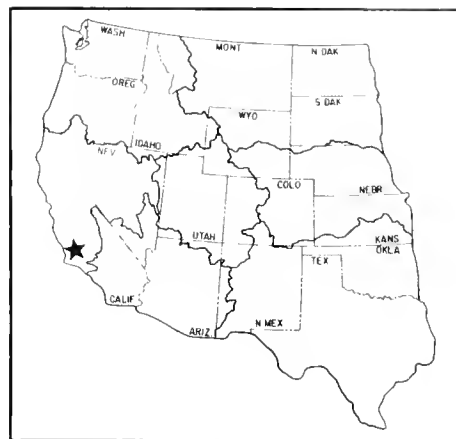 WASH
MONT
N DAK
OREG
S DAK
WYO
IDAHO
NEV
COLO
NEBR
UTAH
KANS
OKLA
TEX
CALIF
N MEX
ARIZ